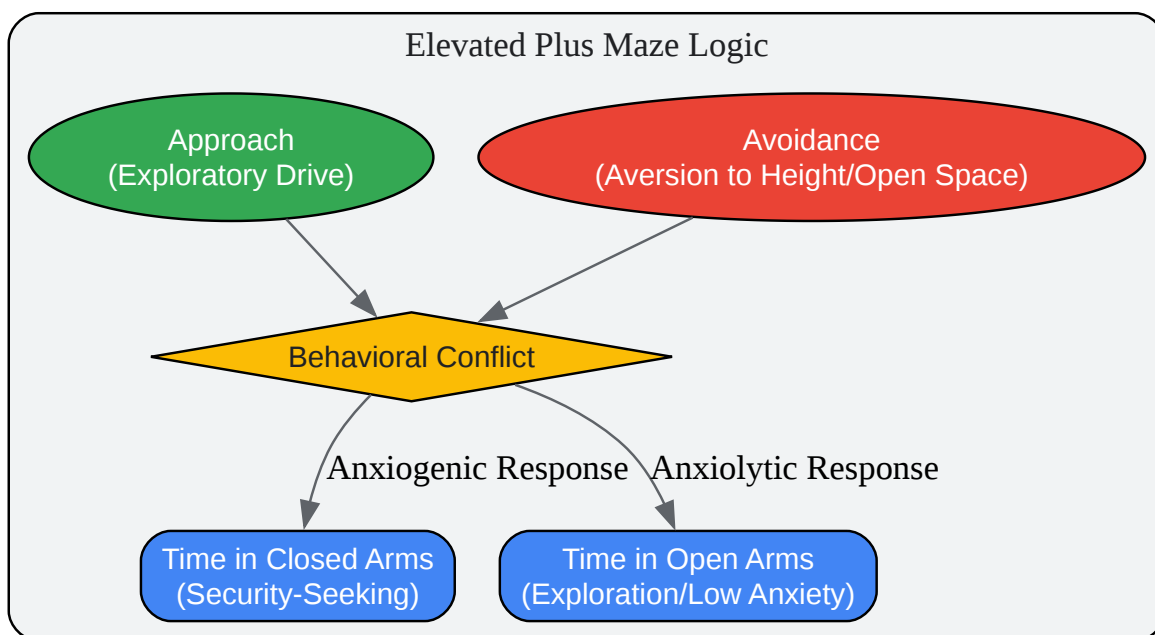 Elevated Plus Maze Logic
Approach
(Exploratory Drive)
Avoidance
(Aversion to Height/Open Space)
Behavioral Conflict
Anxiogenic Response
Anxiolytic Response
Time in Closed Arms
(Security-Seeking)
Time in Open Arms
(Exploration/Low Anxiety)